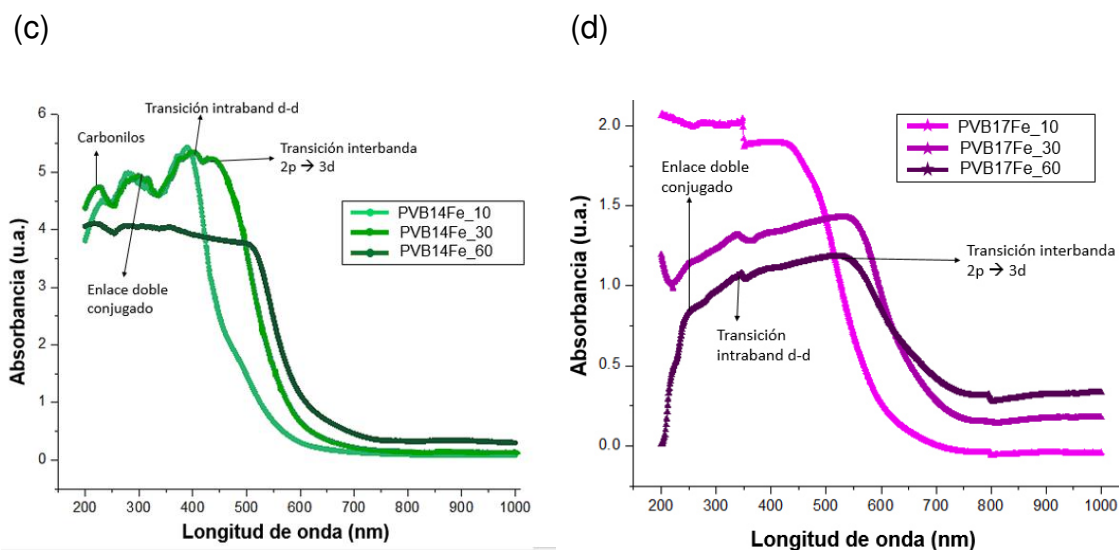 (c)
(d)
Absorbancia (u.a.)
6
5
4
3
2
1
0
200 300 400 500 600 700 800 900 1000
Longitud de onda (nm)
Carbonilos
Transición intraband d-d
Transición interbanda
2p → 3d
Enlace doble
conjugado
PVB14Fe_10
PVB14Fe_30
PVB14Fe_60
Absorbancia (u.a.)
2.0
1.5
1.0
0.5
0.0
200 300 400 500 600 700 800 900 1000
Longitud de onda (nm)
PVB17Fe_10
PVB17Fe_30
PVB17Fe_60
Enlace doble
conjugado
Transición interbanda
2p → 3d
Transición
intraband d-d